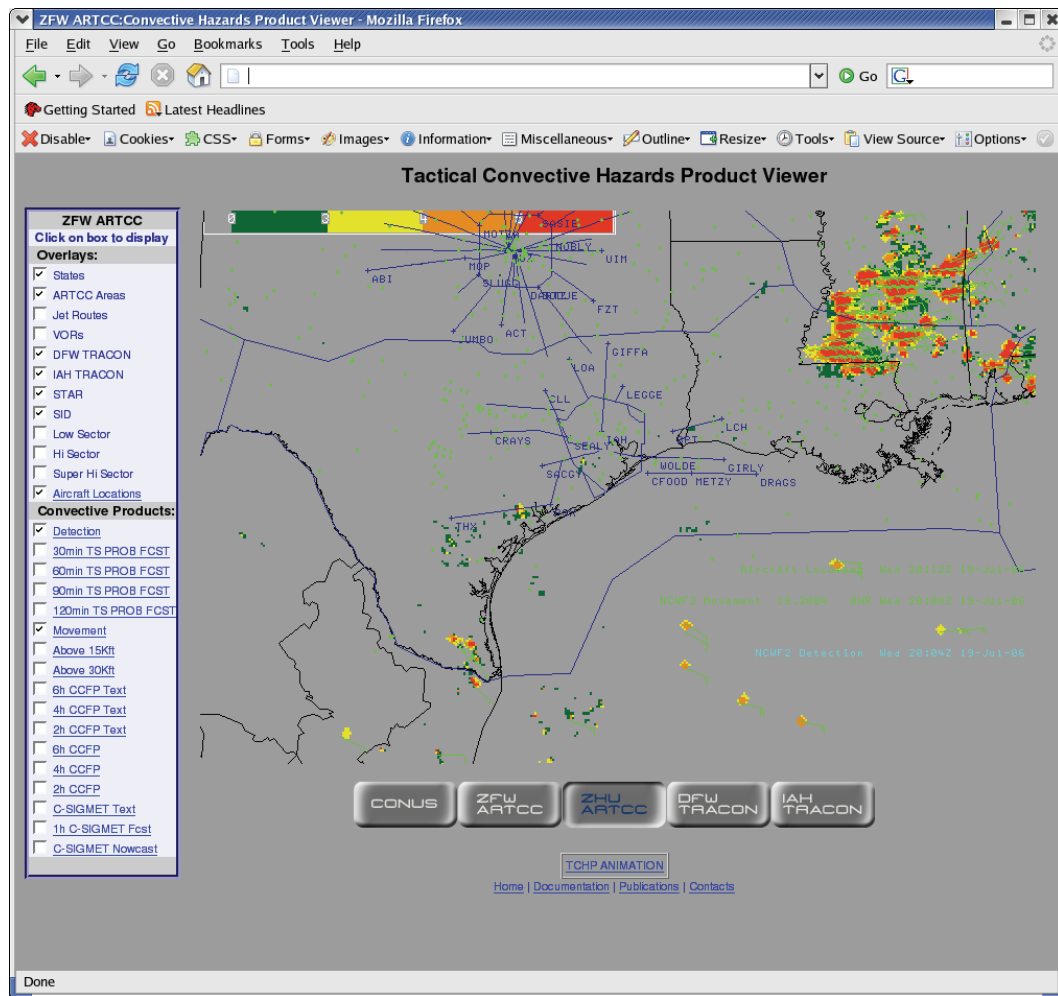 ZFW ARTCC:Convective Hazards Product Viewer - Mozilla Firefox
File Edit View Go Bookmarks Tools Help
Go
Getting Started Latest Headlines
Disable Cookies CSS Forms Images Information Miscellaneous Outline Resize Tools View Source Options
Tactical Convective Hazards Product Viewer
ZFW ARTCC
Click on box to display
Overlays:
States
ARTCC Areas
Jet Routes
VORs
DFW TRACON
IAH TRACON
STAR
SID
Low Sector
Hi Sector
Super Hi Sector
Aircraft Locations
Convective Products:
Detection
30min TS PROB FCST
60min TS PROB FCST
90min TS PROB FCST
120min TS PROB FCST
Movement
Above 15Kft
Above 30Kft
6h CCFP Text
4h CCFP Text
2h CCFP Text
6h CCFP
4h CCFP
2h CCFP
C-SIGMET Text
1h C-SIGMET Fcst
C-SIGMET Nowcast
0 3 4
SASIE
NOBLY
UIM
MQP
ABI
FZT
ACT
JUMBO
GIFFA
LOA
LEGGE
CLL
LCH
CRAYS
IAH
SEALY
WOLDE
GIRLY
SACGY
CFOOD METZY DRAGS
THX
NCWF2 Detection Wed 20:04Z 19-Jul-06
CONUS
ZFW ARTCC
ZHU ARTCC
DFW TRACON
IAH TRACON
TCHP ANIMATION
Home | Documentation | Publications | Contacts
Done